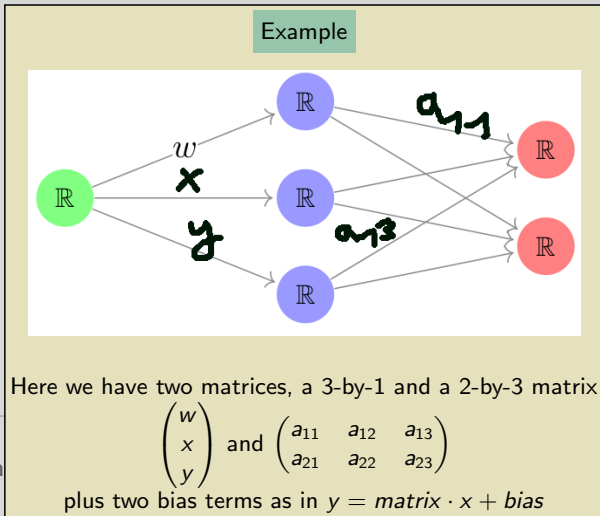 Example
ℝ a₁₁
w
ℝ
x
ℝ ℝ
y a₁₃
ℝ
ℝ
ℝ
Here we have two matrices, a 3-by-1 and a 2-by-3 matrix
(w x y) and (a₁₁ a₁₂ a₁₃
a₂₁ a₂₂ a₂₃)
plus two bias terms as in y = matrix · x + bias